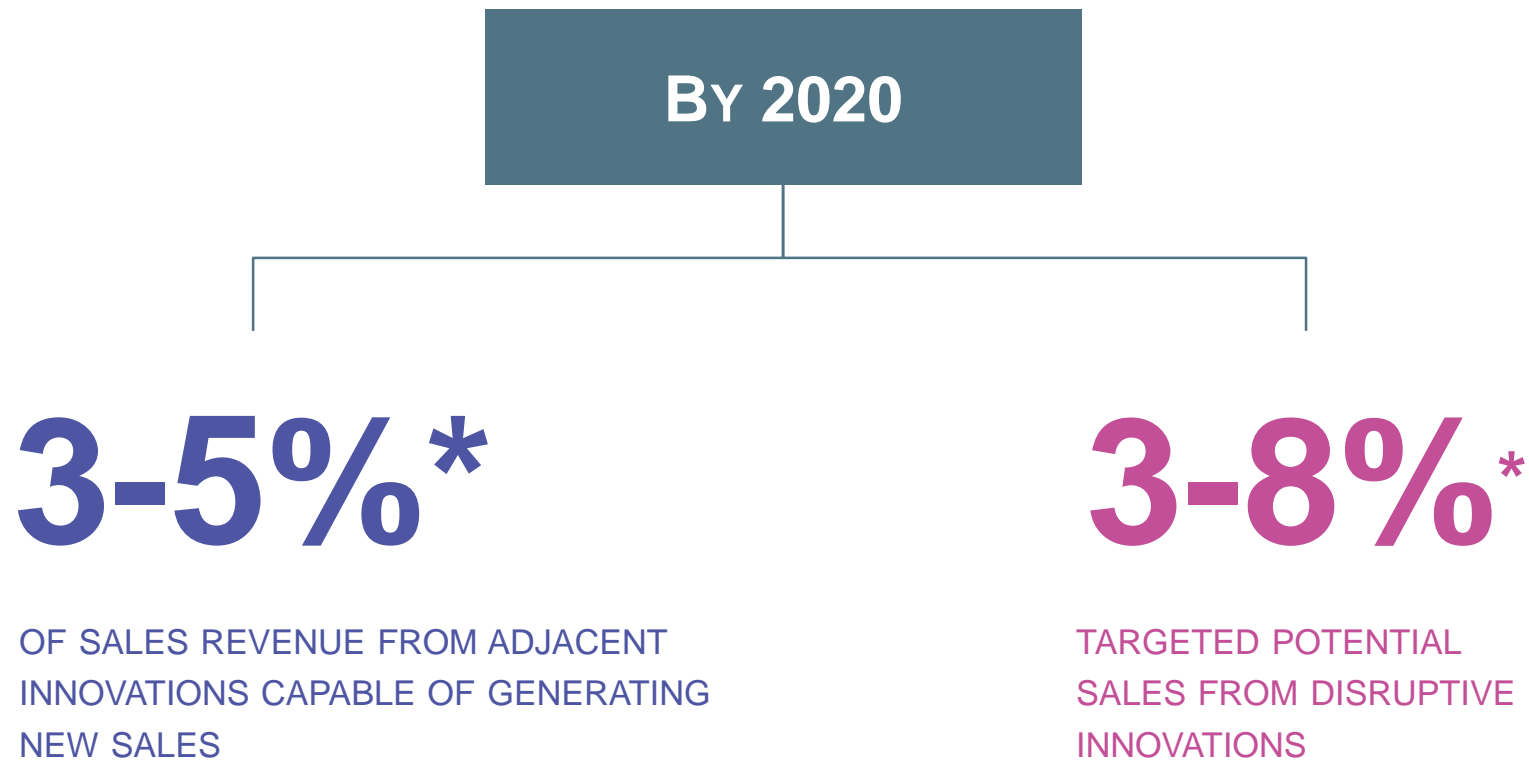 BY 2020
3-5%*
OF SALES REVENUE FROM ADJACENT
INNOVATIONS CAPABLE OF GENERATING
NEW SALES
3-8%*
TARGETED POTENTIAL
SALES FROM DISRUPTIVE
INNOVATIONS